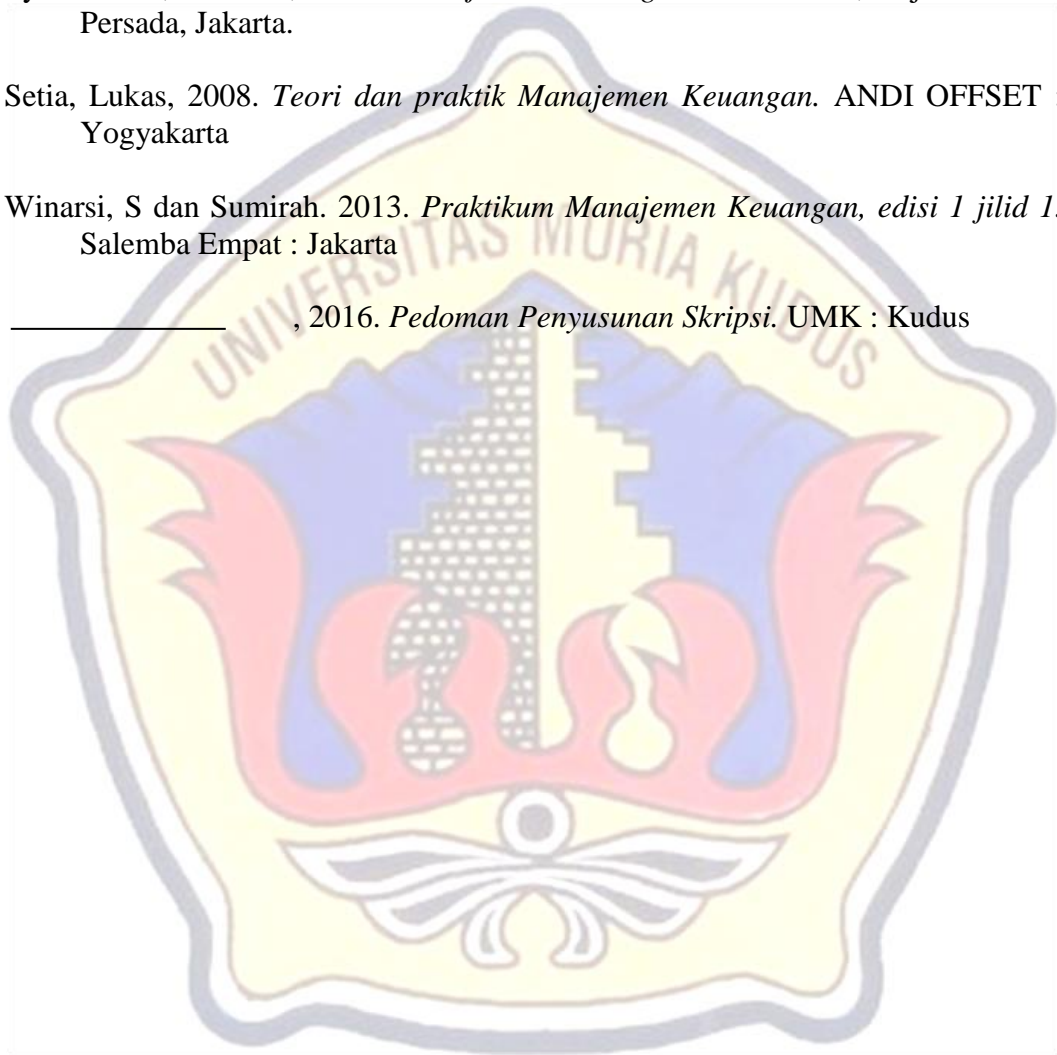 Persada, Jakarta.
Setia, Lukas, 2008. Teori dan praktik Manajemen Keuangan. ANDI OFFSET :
Yogyakarta
Winarsi, S dan Sumirah. 2013. Praktikum Manajemen Keuangan, edisi 1 jilid 1.
Salemba Empat : Jakarta
_____________ , 2016. Pedoman Penyusunan Skripsi. UMK : Kudus
UNIVERSITAS MURIA KUDUS